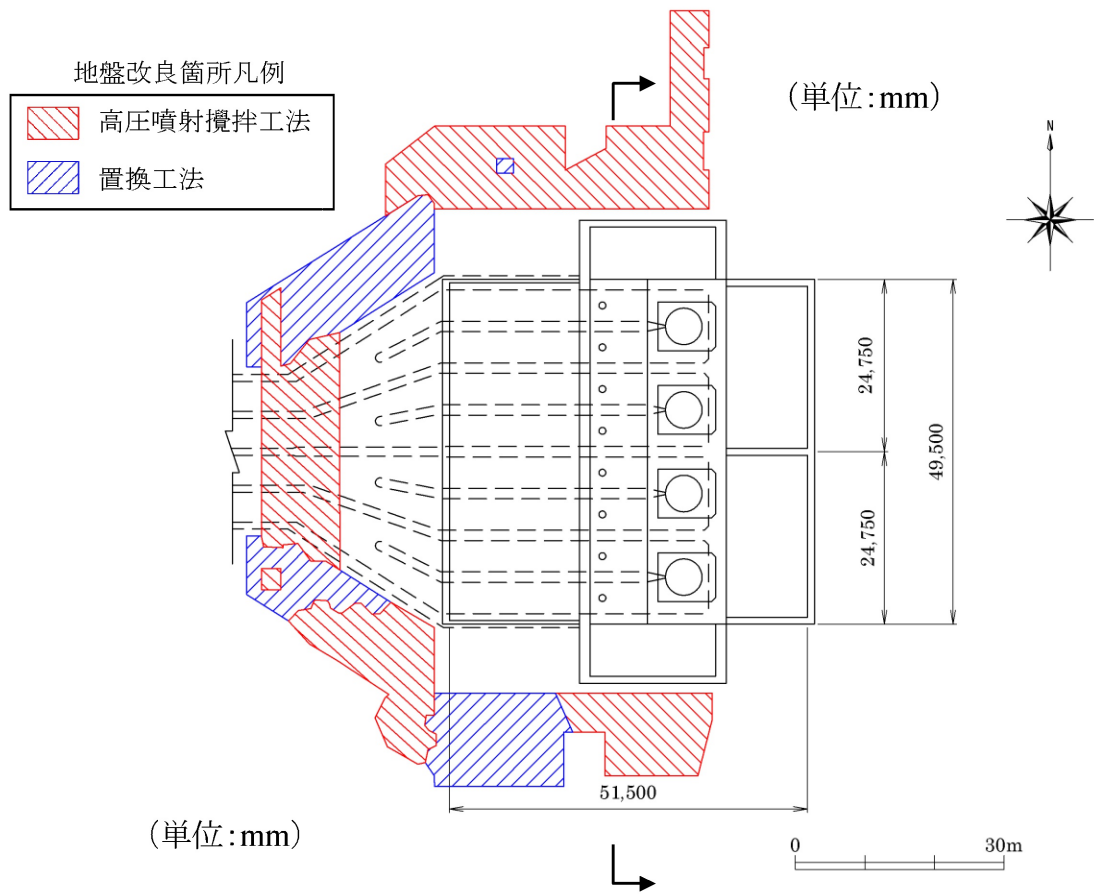 地盤改良箇所凡例
高圧噴射攪拌工法
置換工法
(単位:mm)
N
24,750
49,500
24,750
51,500
(単位:mm)
0 30m